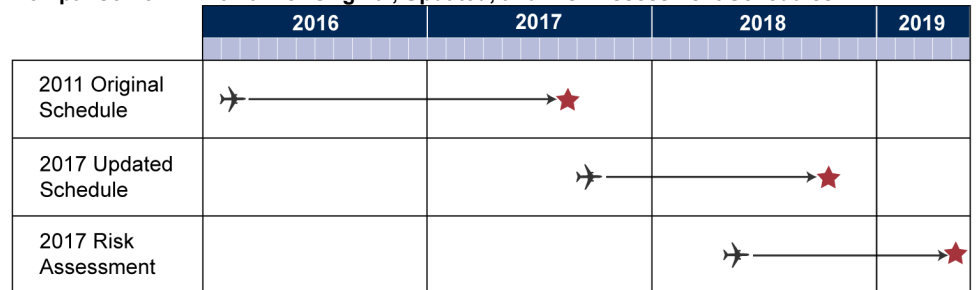 2016 2017 2018 2019
2011 Original
Schedule
2017 Updated
Schedule
2017 Risk
Assessment